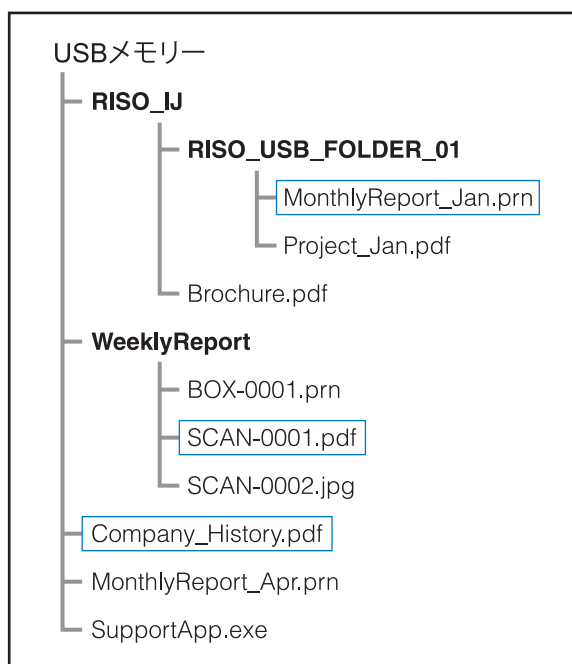 USBメモリー
RISO_IJ
RISO_USB_FOLDER_01
MonthlyReport_Jan.prn
Project_Jan.pdf
Brochure.pdf
WeeklyReport
BOX-0001.prn
SCAN-0001.pdf
SCAN-0002.jpg
Company_History.pdf
MonthlyReport_Apr.prn
SupportApp.exe